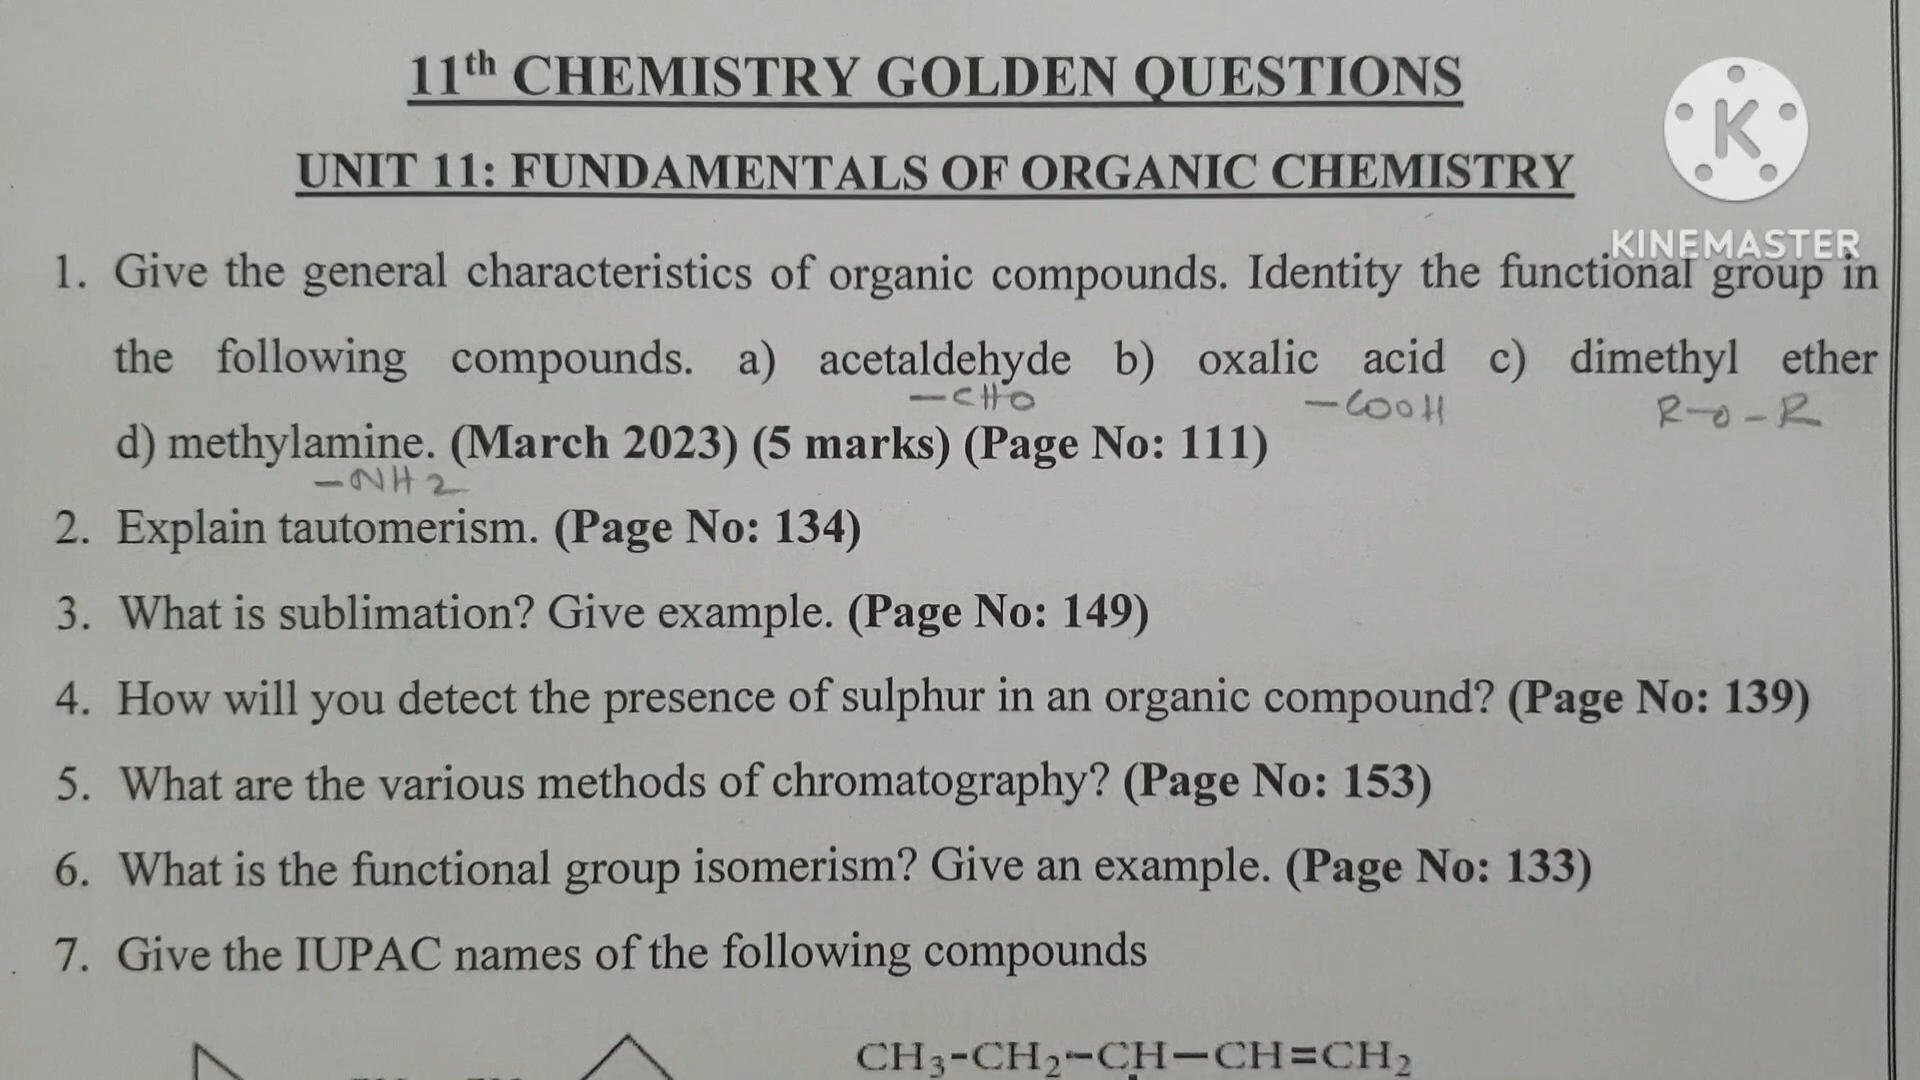 11th CHEMISTRY GOLDEN QUESTIONS
UNIT 11: FUNDAMENTALS OF ORGANIC CHEMISTRY
K
KINEMASTER
1. Give the general characteristics of organic compounds. Identity the functional group in
the following compounds. a) acetaldehyde b) oxalic acid c) dimethyl ether
-CHO -COOH R-O-R
d) methylamine. (March 2023) (5 marks) (Page No: 111)
-NH2
2. Explain tautomerism. (Page No: 134)
3. What is sublimation? Give example. (Page No: 149)
4. How will you detect the presence of sulphur in an organic compound? (Page No: 139)
5. What are the various methods of chromatography? (Page No: 153)
6. What is the functional group isomerism? Give an example. (Page No: 133)
7. Give the IUPAC names of the following compounds
CH3-CH2-CH-CH=CH2